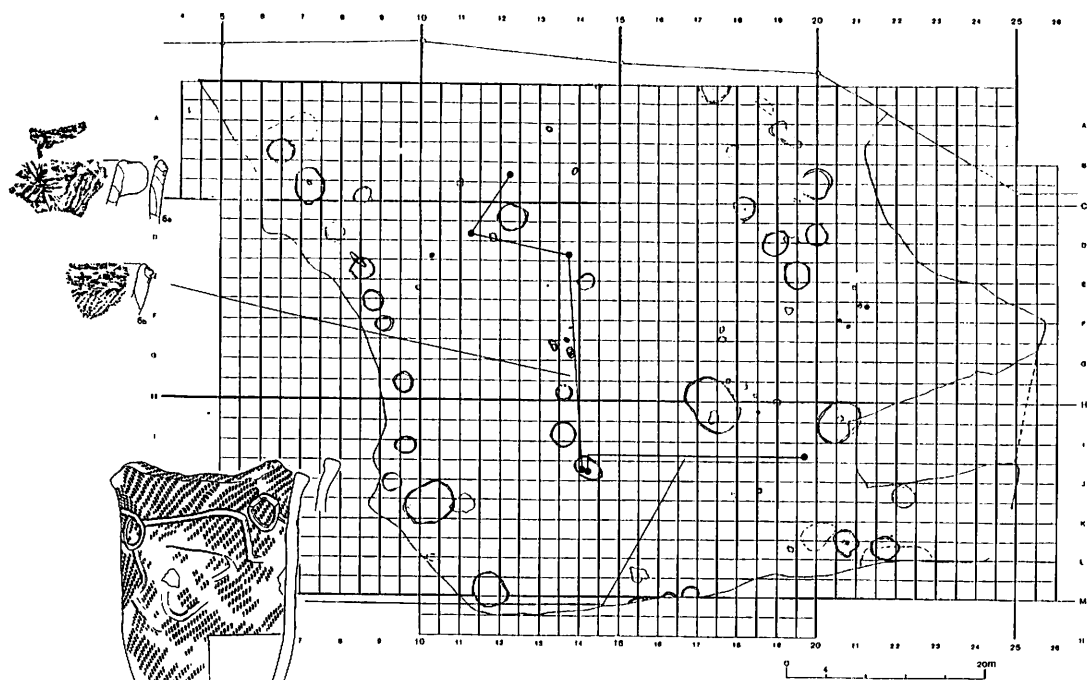 5 6 7 8 9 10 11 12 13 14 15 16 17 18 19 20 21 22 23 24 25 26
A A
B
C
D D
E
F F
G G
H H
I
J J
K K
L L
M M
6a
6b
7 8 9 10 11 12 13 14 15 16 17 18 19 20 21 22 23 24 25 26
0 4 20m